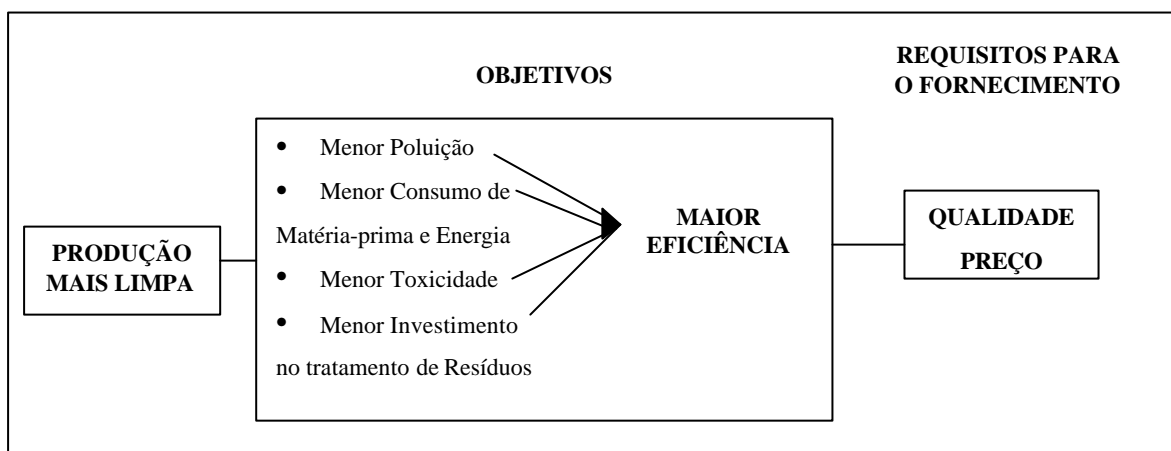 OBJETIVOS
REQUISITOS PARA
O FORNECIMENTO
PRODUÇÃO
MAIS LIMPA
• Menor Poluição
• Menor Consumo de
Matéria-prima e Energia
• Menor Toxicidade
• Menor Investimento
no tratamento de Resíduos
MAIOR
EFICIÊNCIA
QUALIDADE
PREÇO